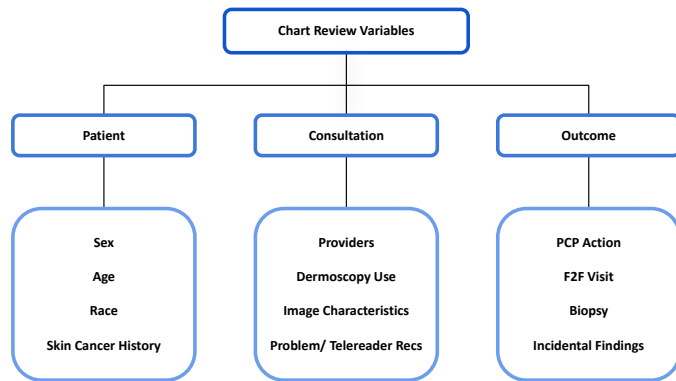 Chart Review Variables
Patient
Consultation
Outcome
Sex
Age
Race
Skin Cancer History
Providers
Dermoscopy Use
Image Characteristics
Problem/ Telereader Recs
PCP Action
F2F Visit
Biopsy
Incidental Findings